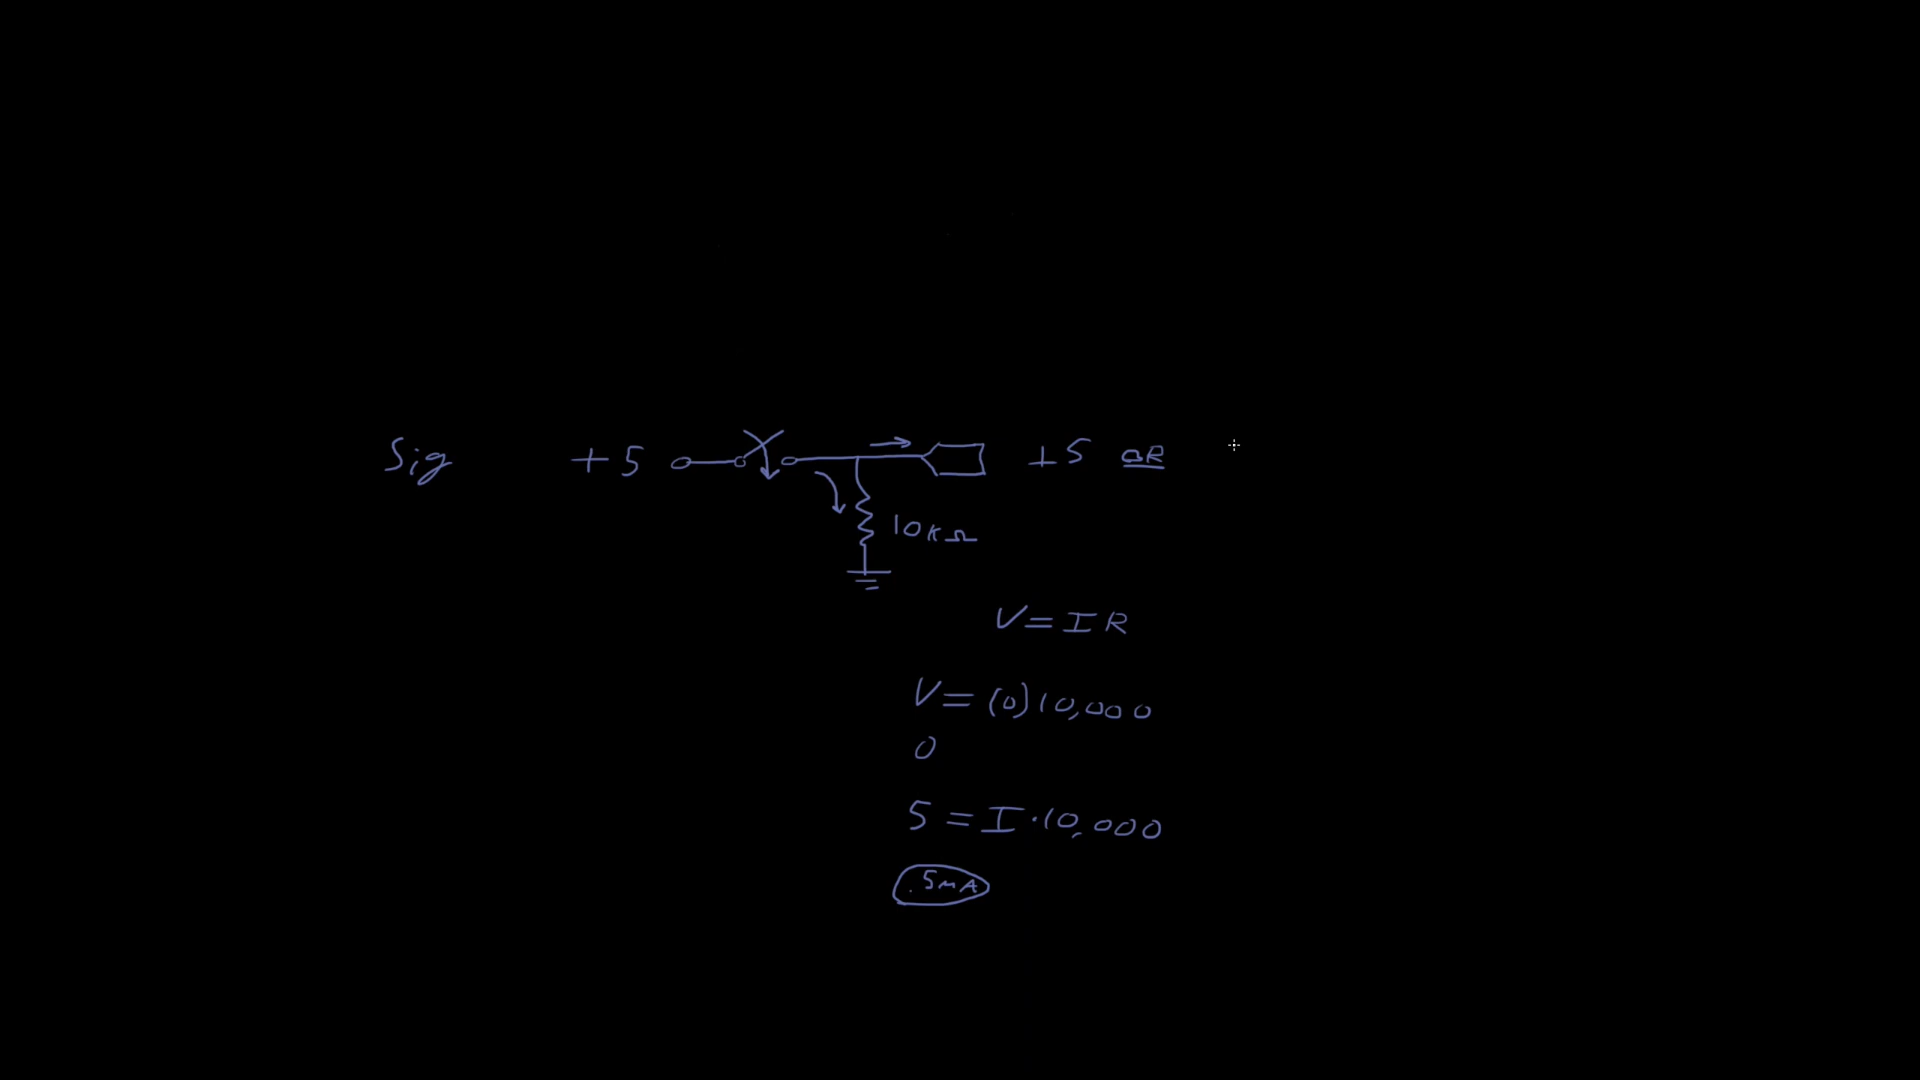 Sig +5 +5 OR
10KΩ
V=IR
V=(0)10,000
0
5=I·10,000
.5mA